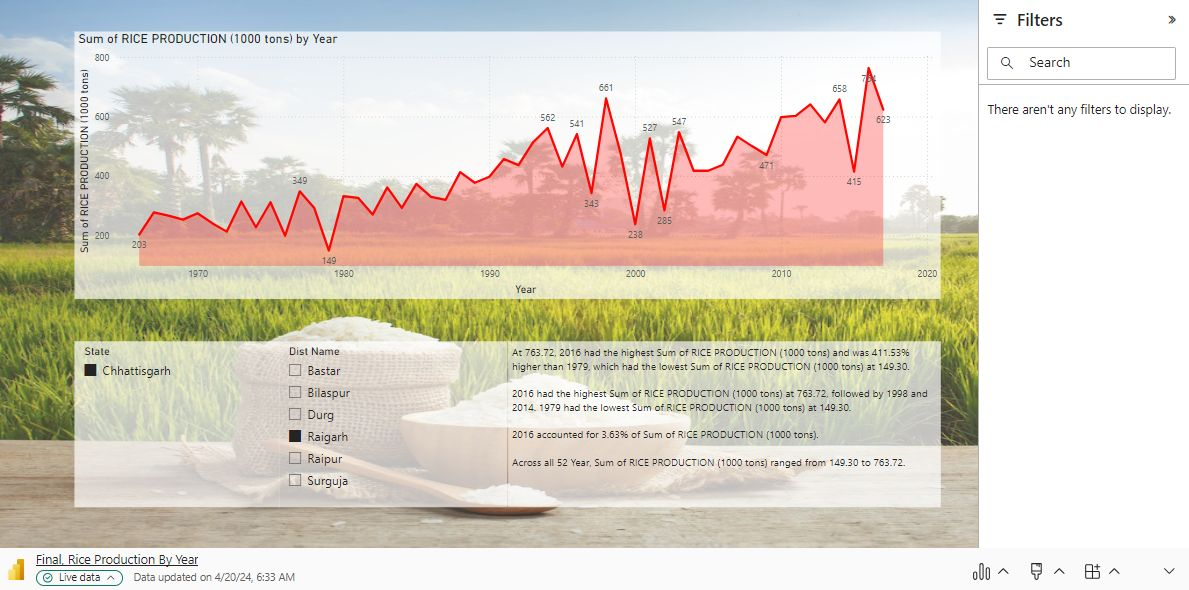 Sum of RICE PRODUCTION (1000 tons) by Year
Sum of RICE PRODUCTION (1000 tons)
800
600
400
200
203
349
149
562
541
343
661
238
527
285
547
471
658
415
764
623
1970
1980
1990
2000
2010
2020
Year
State
Chhattisgarh
Dist Name
Bastar
Bilaspur
Durg
Raigarh
Raipur
Surguja
At 763.72, 2016 had the highest Sum of RICE PRODUCTION (1000 tons) and was 411.53%
higher than 1979, which had the lowest Sum of RICE PRODUCTION (1000 tons) at 149.30.
2016 had the highest Sum of RICE PRODUCTION (1000 tons) at 763.72, followed by 1998 and
2014. 1979 had the lowest Sum of RICE PRODUCTION (1000 tons) at 149.30.
2016 accounted for 3.63% of Sum of RICE PRODUCTION (1000 tons).
Across all 52 Year, Sum of RICE PRODUCTION (1000 tons) ranged from 149.30 to 763.72.
Filters
Search
There aren't any filters to display.
Final, Rice Production By Year
Live data
Data updated on 4/20/24, 6:33 AM